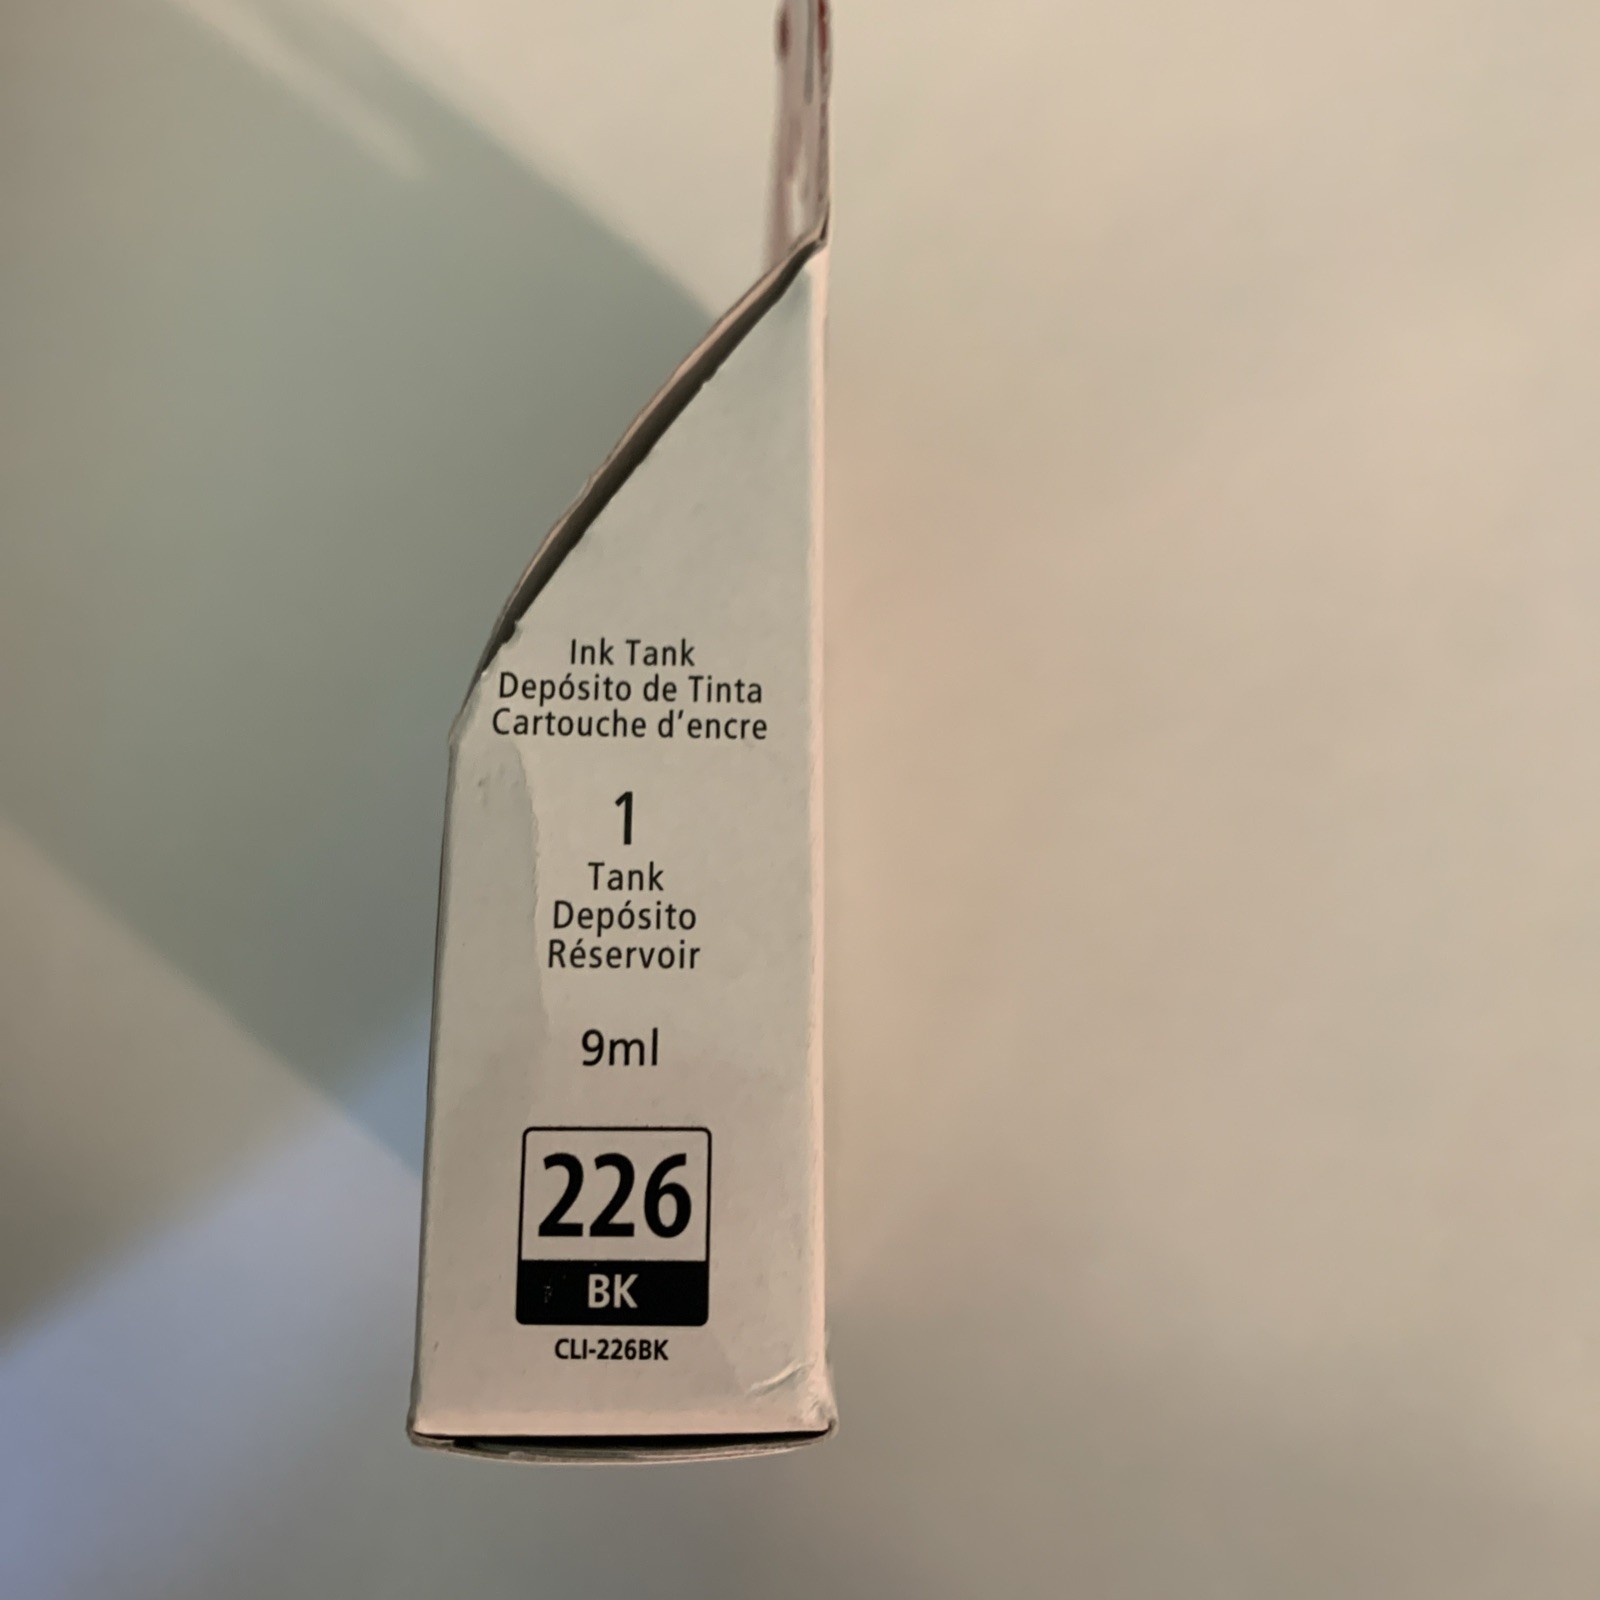 Ink Tank
Depósito de Tinta
Cartouche d’encre
1
Tank
Depósito
Réservoir
9ml
226
BK
CLI-226BK